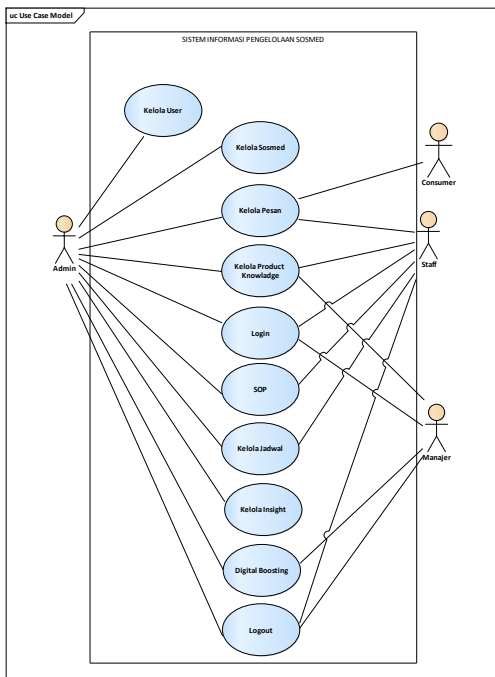 uc Use Case Model
SISTEM INFORMASI PENGELOLAAN SOSMED
Kelola User
Kelola Sosmed
Consumer
Kelola Pesan
Admin
Staff
Kelola Product
Knowladge
Login
SOP
Manajer
Kelola Jadwal
Kelola Insight
Digital Boosting
Logout